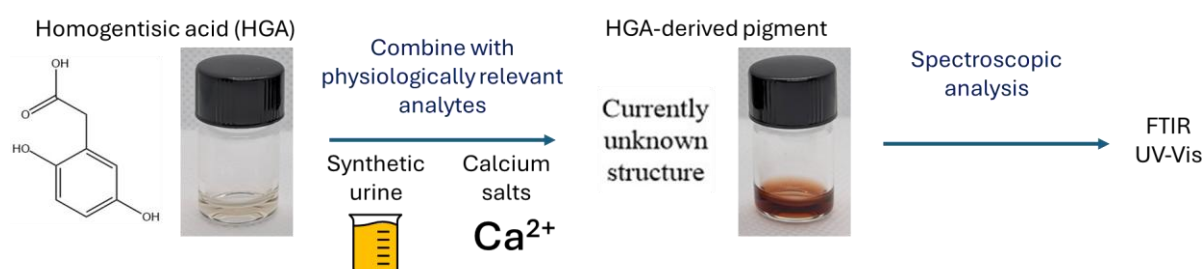 Homogentisic acid (HGA)
OH
O
HO
OH
Combine with
physiologically relevant
analytes
Synthetic
urine
Calcium
salts
Ca²⁺
HGA-derived pigment
Currently
unknown
structure
Spectroscopic
analysis
FTIR
UV-Vis